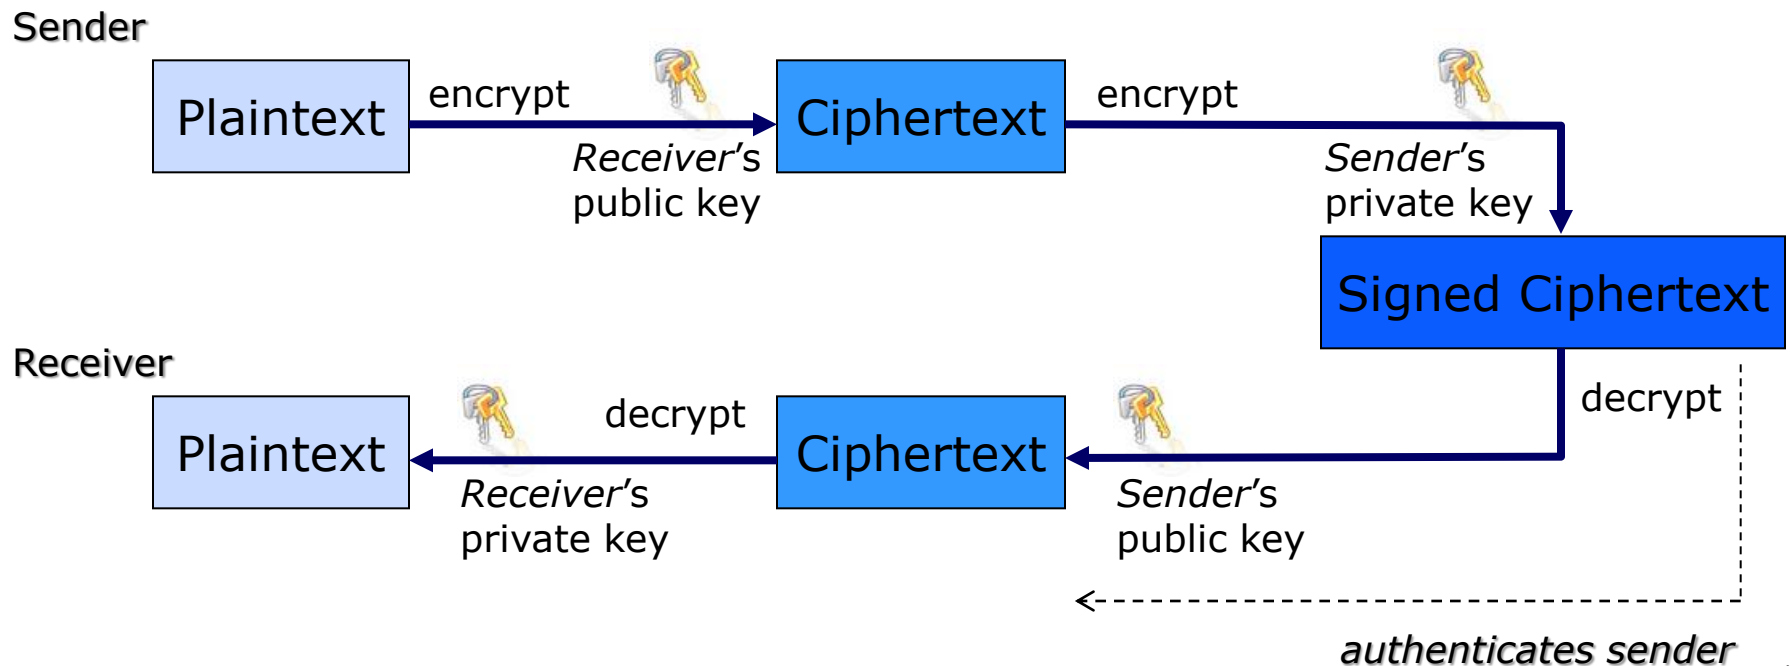 Sender
Plaintext
encrypt
Receiver's
public key
Ciphertext
encrypt
Sender's
private key
Signed Ciphertext
Receiver
Plaintext
decrypt
Receiver's
private key
Ciphertext
decrypt
Sender's
public key
authenticates sender